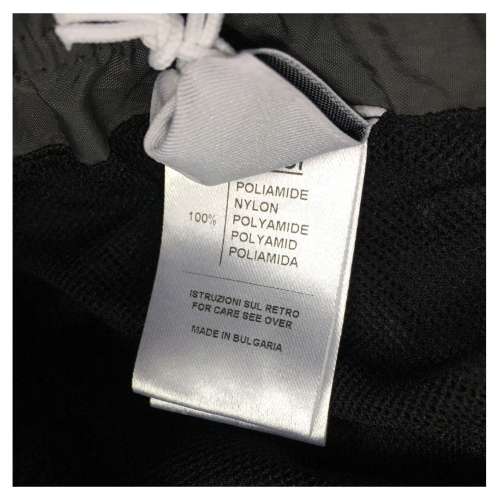 POLIAMIDE
NYLON
100% POLYAMIDE
POLYAMID
POLIAMIDA
ISTRUZIONI SUL RETRO
FOR CARE SEE OVER
MADE IN BULGARIA